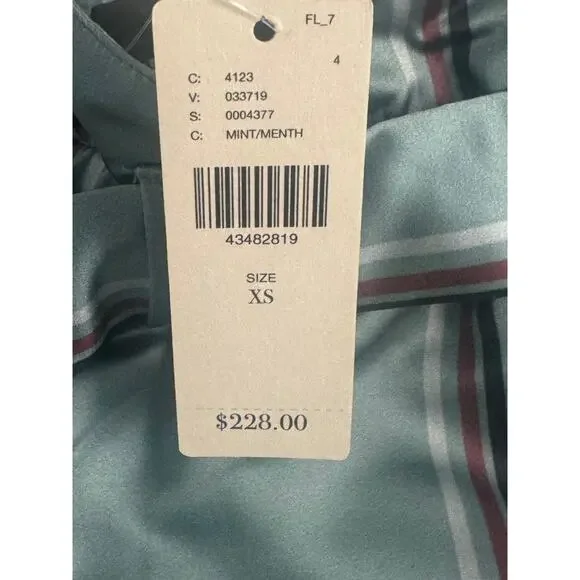 FL_7
4
C: 4123
V: 033719
S: 0004377
C: MINT/MENTH
43482819
SIZE
XS
$228.00